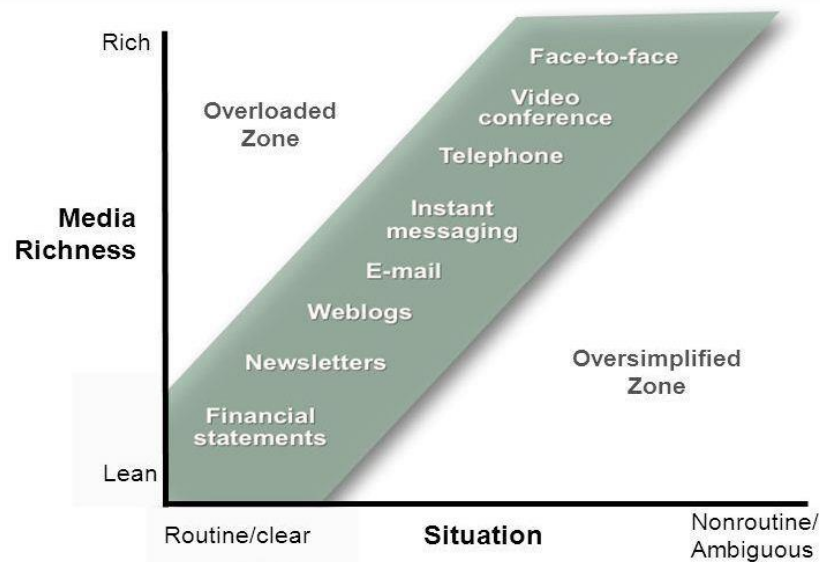 Rich
Face-to-face
Video
conference
Overloaded
Zone
Telephone
Media
Richness
Instant
messaging
E-mail
Weblogs
Newsletters
Oversimplified
Zone
Financial
statements
Lean
Routine/clear
Situation
Nonroutine/
Ambiguous